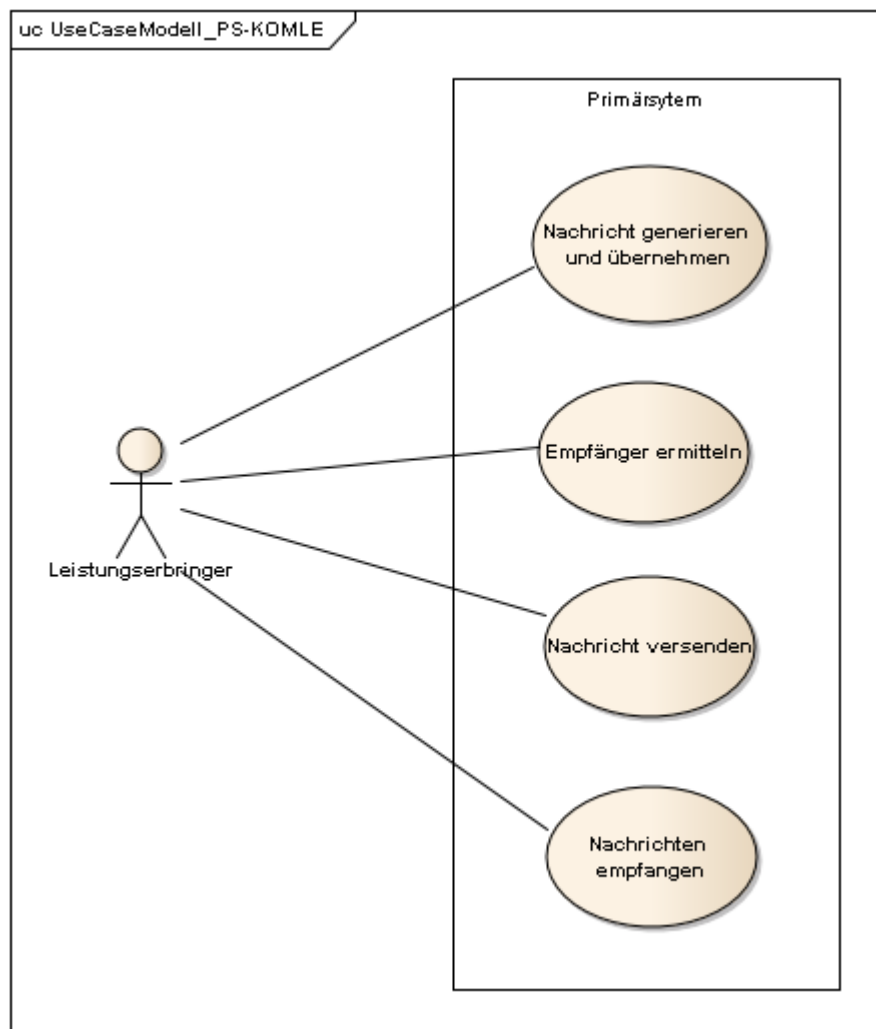 uc UseCaseModell_PS-KOMLE
Primärsytem
Nachricht generieren
und übernehmen
Empfänger ermitteln
Leistungserbringer
Nachricht versenden
Nachrichten
empfangen